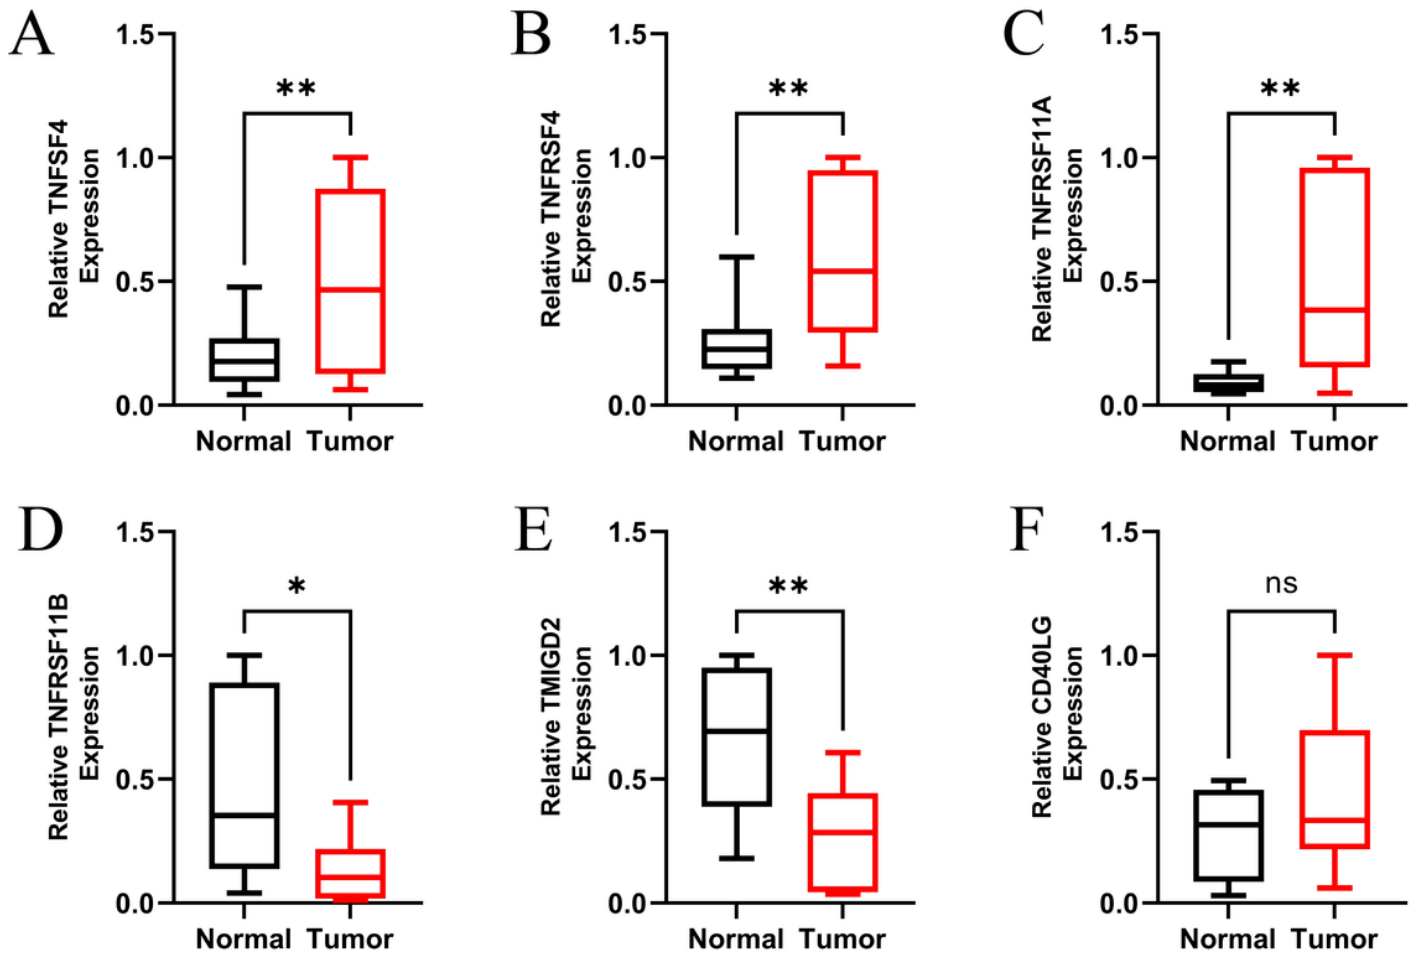 A
1.5
1.0
0.5
0.0
Relative TNFSF4
Expression
**
Normal Tumor
B
1.5
1.0
0.5
0.0
Relative TNFRSF4
Expression
**
Normal Tumor
C
1.5
1.0
0.5
0.0
Relative TNFRSF11A
Expression
**
Normal Tumor
D
1.5
1.0
0.5
0.0
Relative TNFRSF11B
Expression
*
Normal Tumor
E
1.5
1.0
0.5
0.0
Relative TMIGD2
Expression
**
Normal Tumor
F
1.5
1.0
0.5
0.0
Relative CD40LG
Expression
ns
Normal Tumor